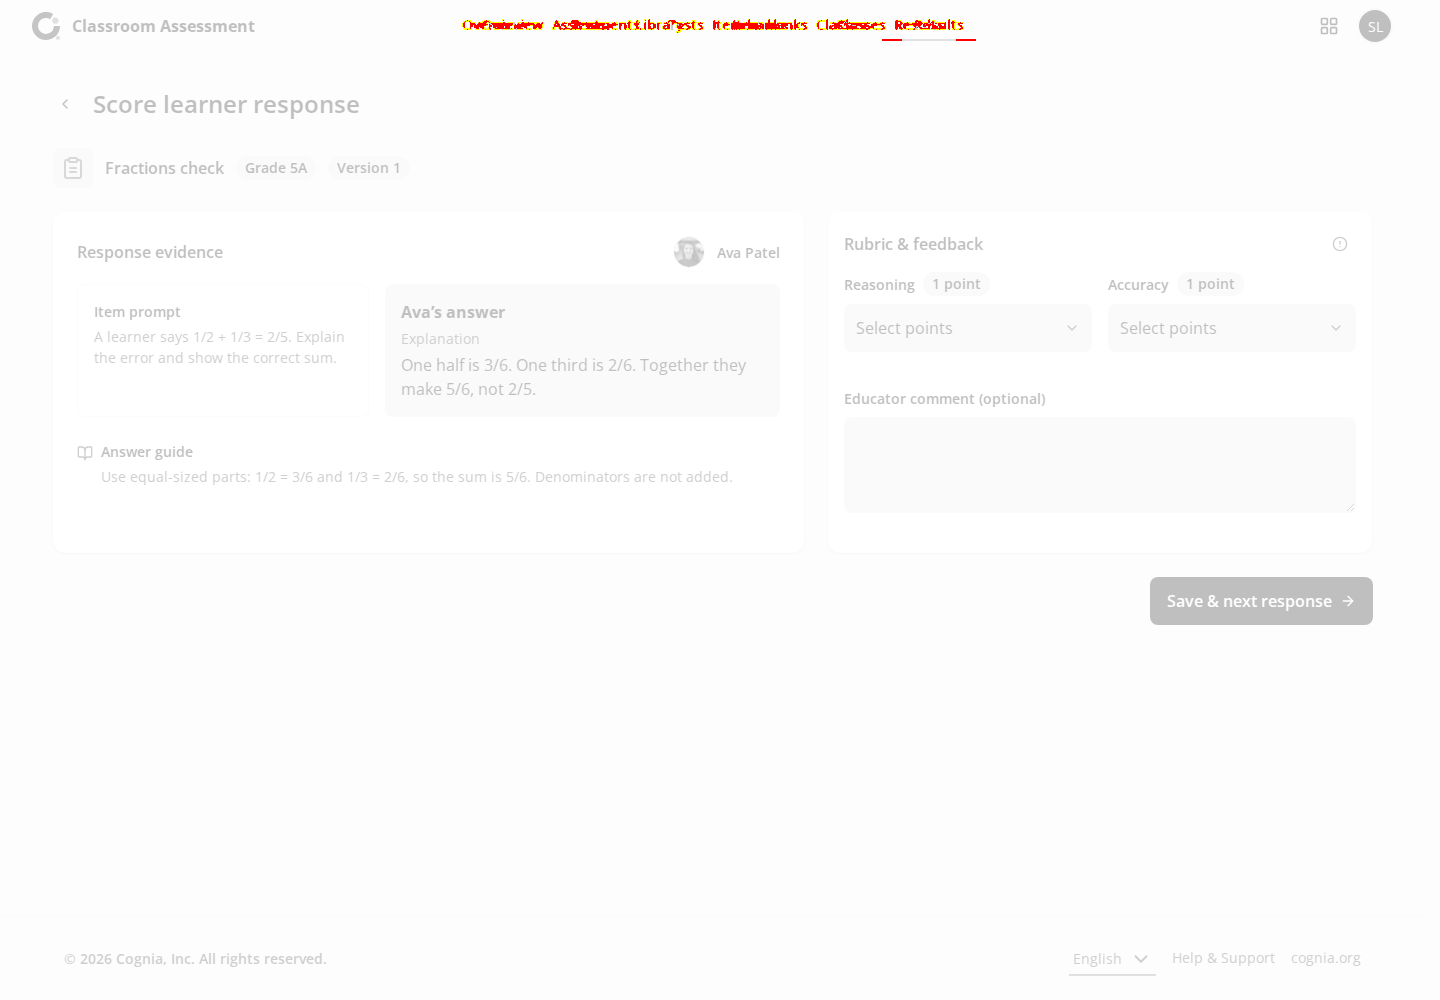 Classroom Assessment
SL
Score learner response
Fractions check Grade 5A Version 1
Response evidence
Ava Patel
Item prompt
A learner says 1/2 + 1/3 = 2/5. Explain
the error and show the correct sum.
Ava’s answer
Explanation
One half is 3/6. One third is 2/6. Together they
make 5/6, not 2/5.
Answer guide
Use equal-sized parts: 1/2 = 3/6 and 1/3 = 2/6, so the sum is 5/6. Denominators are not added.
Rubric & feedback
Reasoning 1 point
Accuracy 1 point
Select points
Select points
Educator comment (optional)
Save & next response
© 2026 Cognia, Inc. All rights reserved.
English
Help & Support
cognia.org